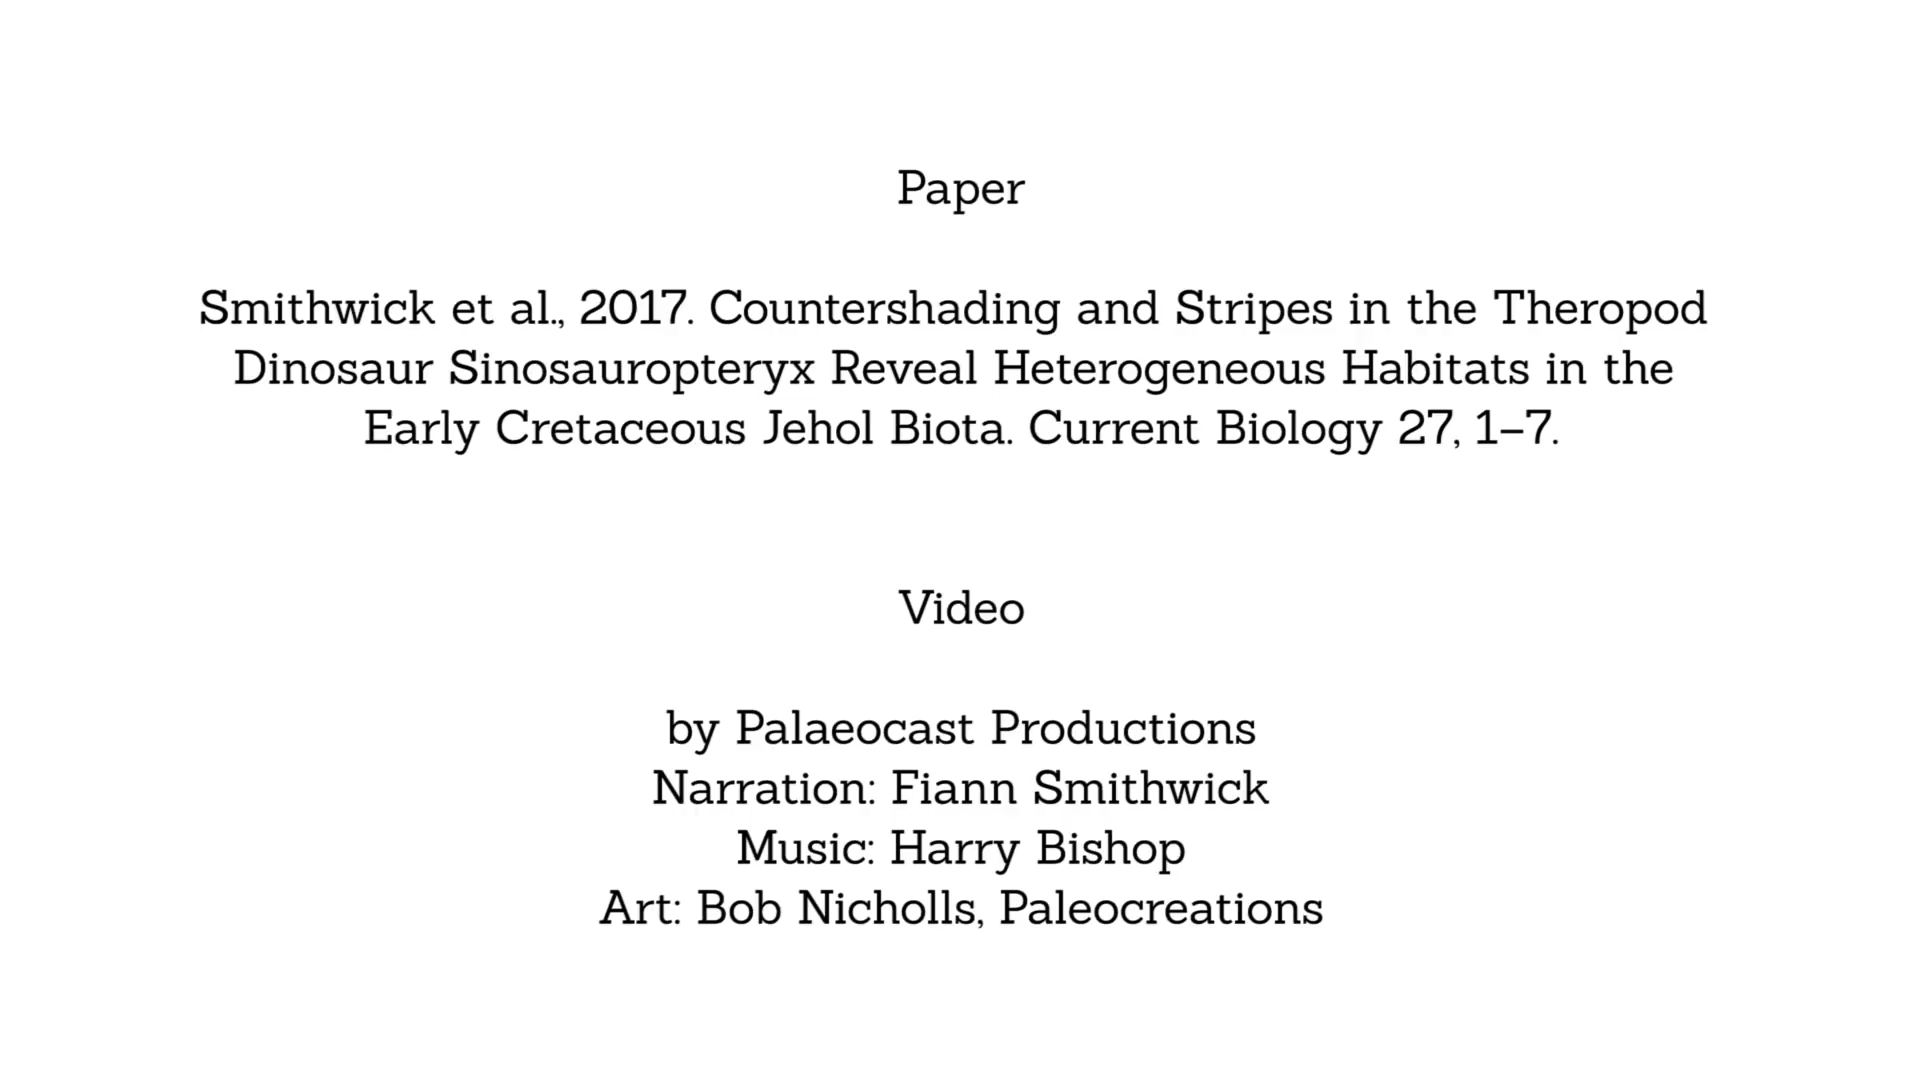 Paper
Smithwick et al., 2017. Countershading and Stripes in the Theropod
Dinosaur Sinosauropteryx Reveal Heterogeneous Habitats in the
Early Cretaceous Jehol Biota. Current Biology 27, 1–7.
Video
by Palaeocast Productions
Narration: Fiann Smithwick
Music: Harry Bishop
Art: Bob Nicholls, Paleocreations